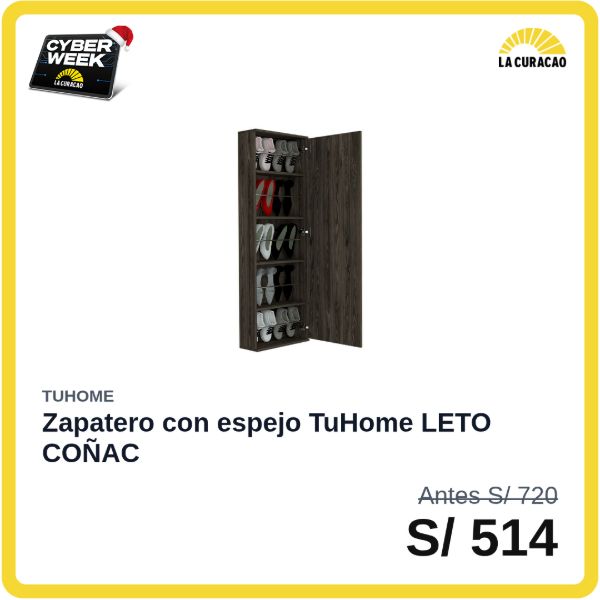 CYBER
WEEK
LA CURACAO
LA CURACAO
TUHOME
Zapatero con espejo TuHome LETO
COÑAC
Antes S/ 720
S/ 514